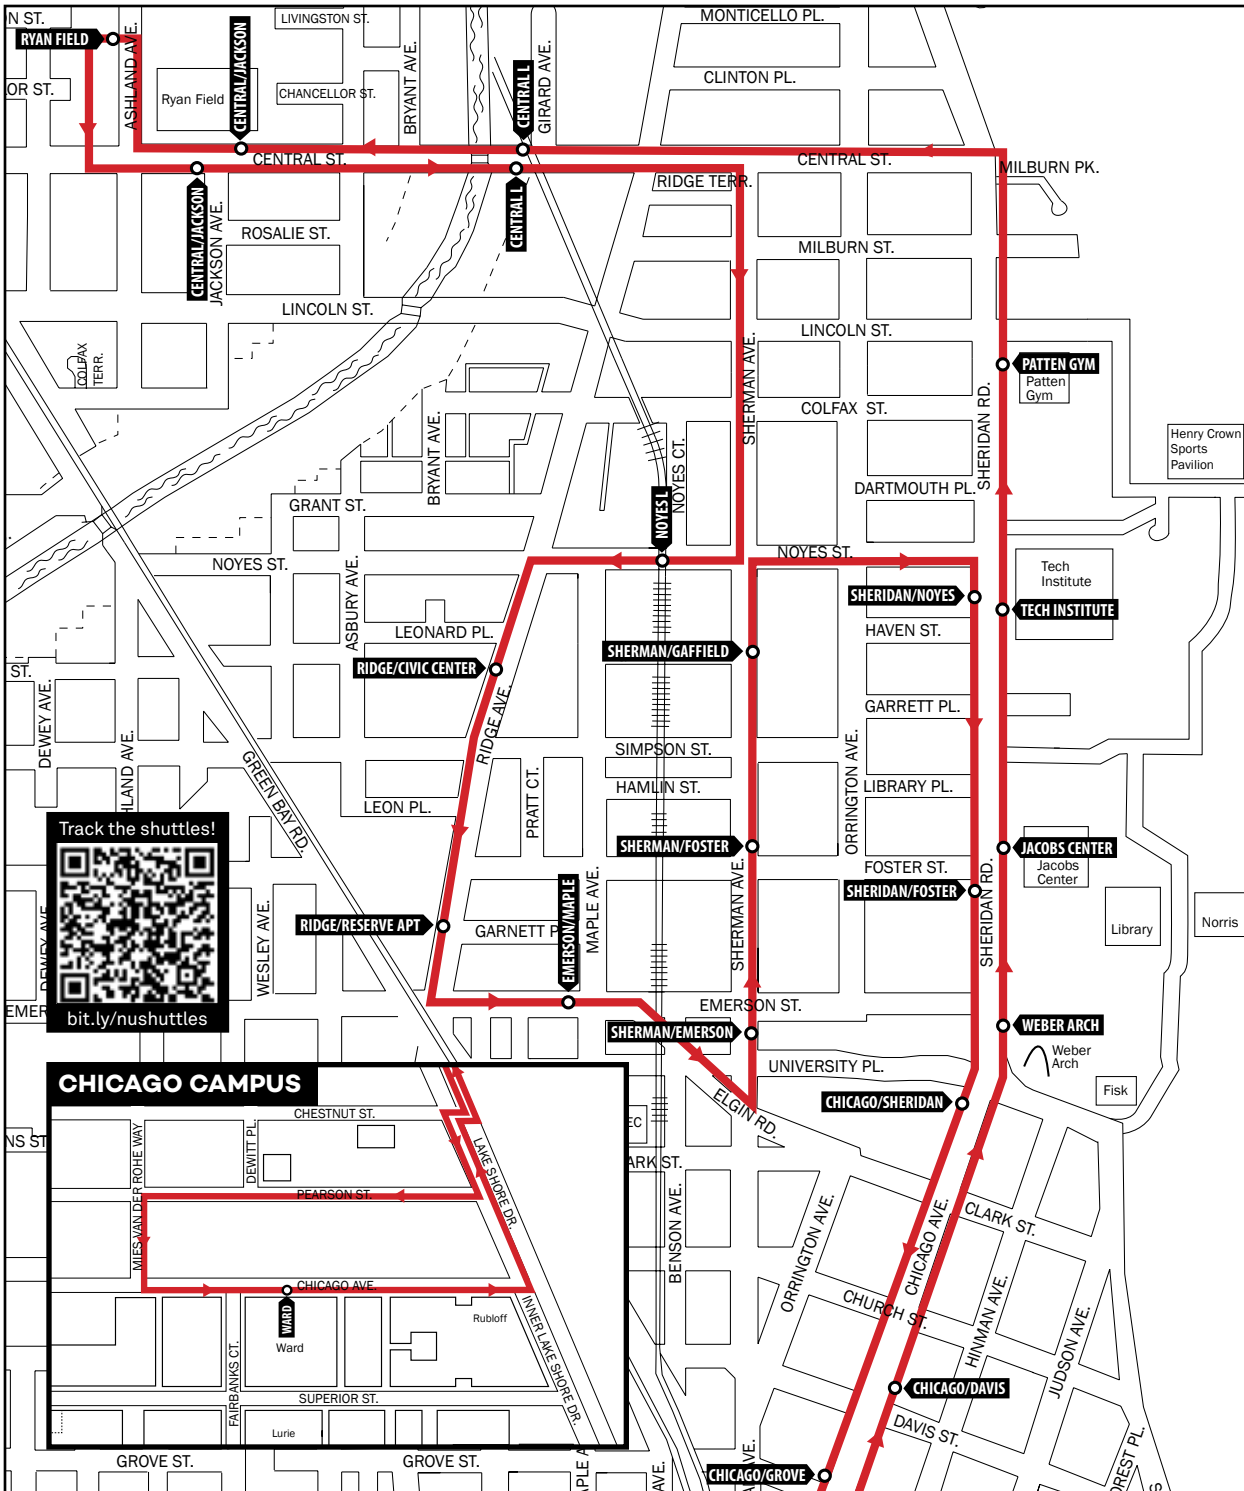 N ST.
LIVINGSTON ST.
MONTICELLO PL.
RYAN FIELD
ASHLAND AVE.
CENTRAL/JACKSON
BRYANT AVE.
CENTRAL L
GIRARD AVE.
CLINTON PL.
OR ST.
Ryan Field
CHANCELLOR ST.
CENTRAL ST.
CENTRAL ST.
MILBURN PK.
RIDGE TERR.
CENTRAL/JACKSON
JACKSON AVE.
ROSALIE ST.
CENTRAL L
MILBURN ST.
LINCOLN ST.
LINCOLN ST.
COLFAX
TERR.
SHERMAN AVE.
PATTEN GYM
Patten
Gym
SHERIDAN RD.
COLFAX ST.
BRYANT AVE.
NOYES CT.
Henry Crown
Sports
Pavilion
DARTMOUTH PL.
GRANT ST.
NOYES L
NOYES ST.
NOYES ST.
ASBURY AVE.
Tech
Institute
SHERIDAN/NOYES
TECH INSTITUTE
LEONARD PL.
HAVEN ST.
SHERMAN/GAFFIELD
RIDGE/CIVIC CENTER
ST.
DEWEY AVE.
RIDGE AVE.
GARRETT PL.
SIMPSON ST.
HLAND AVE.
GREEN BAY RD.
ORRINGTON AVE.
HAMLIN ST.
LIBRARY PL.
LEON PL.
PRATT CT.
Track the shuttles!
SHERMAN/FOSTER
JACOBS CENTER
Jacobs
Center
FOSTER ST.
SHERIDAN/FOSTER
EMERSON/MAPLE
MAPLE AVE.
SHERMAN AVE.
SHERIDAN RD.
DEWEY AVE.
WESLEY AVE.
RIDGE/RESERVE APT
GARNETT P
Library
Norris
EMER
bit.ly/nushuttles
EMERSON ST.
SHERMAN/EMERSON
WEBER ARCH
Weber
Arch
UNIVERSITY PL.
CHICAGO CAMPUS
ELGIN RD.
CHICAGO/SHERIDAN
Fisk
CHESTNUT ST.
EC
NS ST
MIES VAN DER ROHE WAY
DEWITT PL.
LAKE SHORE DR.
ARK ST.
PEARSON ST.
BENSON AVE.
ORRINGTON AVE.
CHICAGO AVE.
CLARK ST.
CHICAGO AVE.
WARD
Ward
Rubloff
INNER LAKE SHORE DR.
CHURCH ST.
HINMAN AVE.
JUDSON AVE.
FAIRBANKS CT.
SUPERIOR ST.
CHICAGO/DAVIS
Lurie
DAVIS ST.
GROVE ST.
GROVE ST.
APLE A
AVE.
AVE.
CHICAGO/GROVE
OREST PL.
S